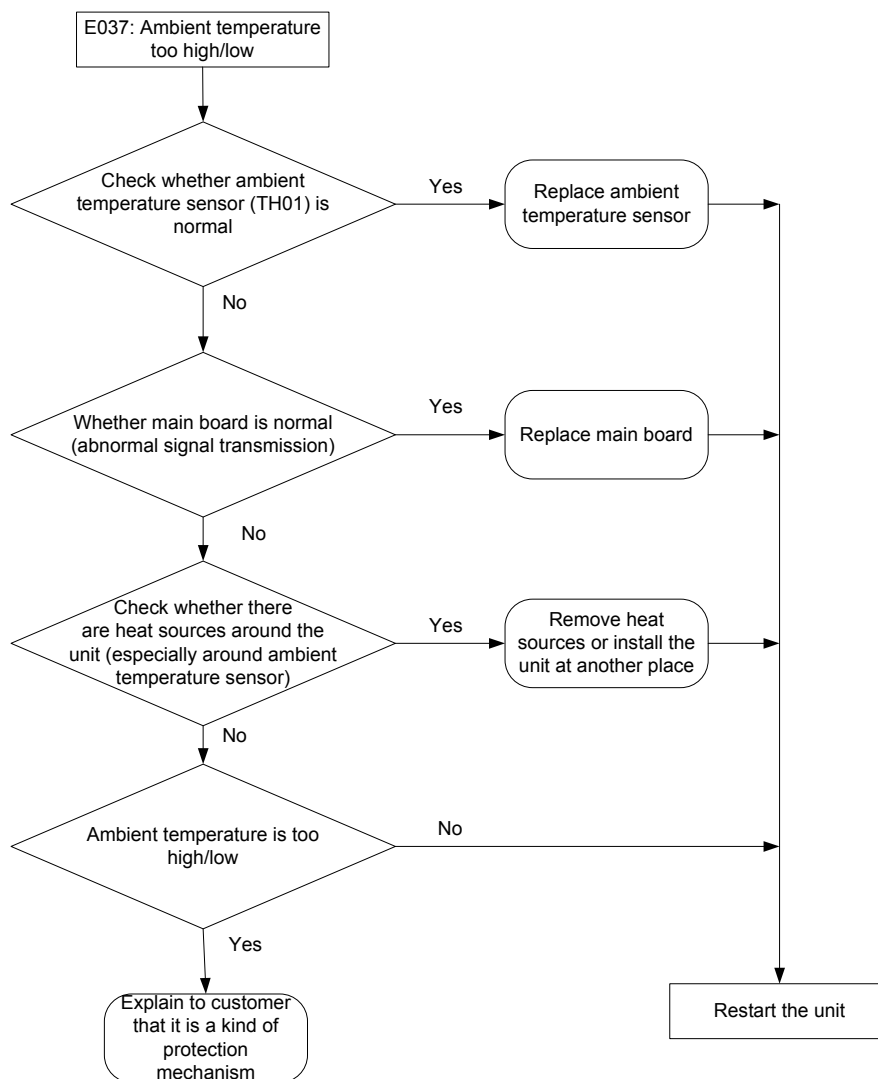 E037: Ambient temperature
too high/low
Check whether ambient
temperature sensor (TH01) is
normal
Yes
Replace ambient
temperature sensor
No
Whether main board is normal
(abnormal signal transmission)
Yes
Replace main board
No
Check whether there
are heat sources around the
unit (especially around ambient
temperature sensor)
Yes
Remove heat
sources or install the
unit at another place
No
Ambient temperature is too
high/low
No
Yes
Explain to customer
that it is a kind of
protection
mechanism
Restart the unit